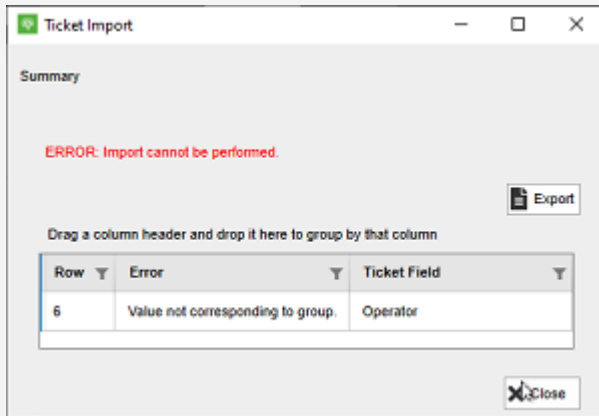 Ticket Import
Summary
ERROR: Import cannot be performed.
Export
Drag a column header and drop it here to group by that column
Row Error Ticket Field
6 Value not corresponding to group. Operator
Close